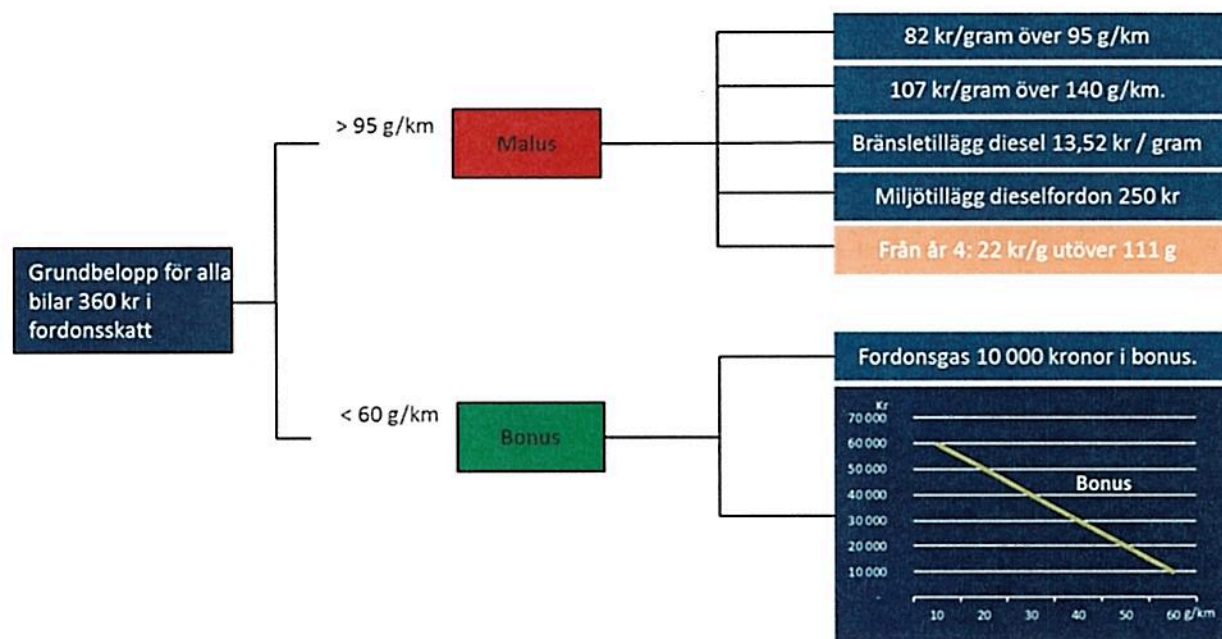 Grundbelopp för alla
bilar 360 kr i
fordonsskatt
> 95 g/km
Malus
82 kr/gram över 95 g/km
107 kr/gram över 140 g/km.
Bränsletillägg diesel 13,52 kr / gram
Miljötillägg dieselfordon 250 kr
Från år 4: 22 kr/g utöver 111 g
< 60 g/km
Bonus
Fordonsgas 10 000 kronor i bonus.
Kr
70 000
60 000
50 000
40 000
30 000
20 000
10 000
-
Bonus
10 20 30 40 50 60 g/km